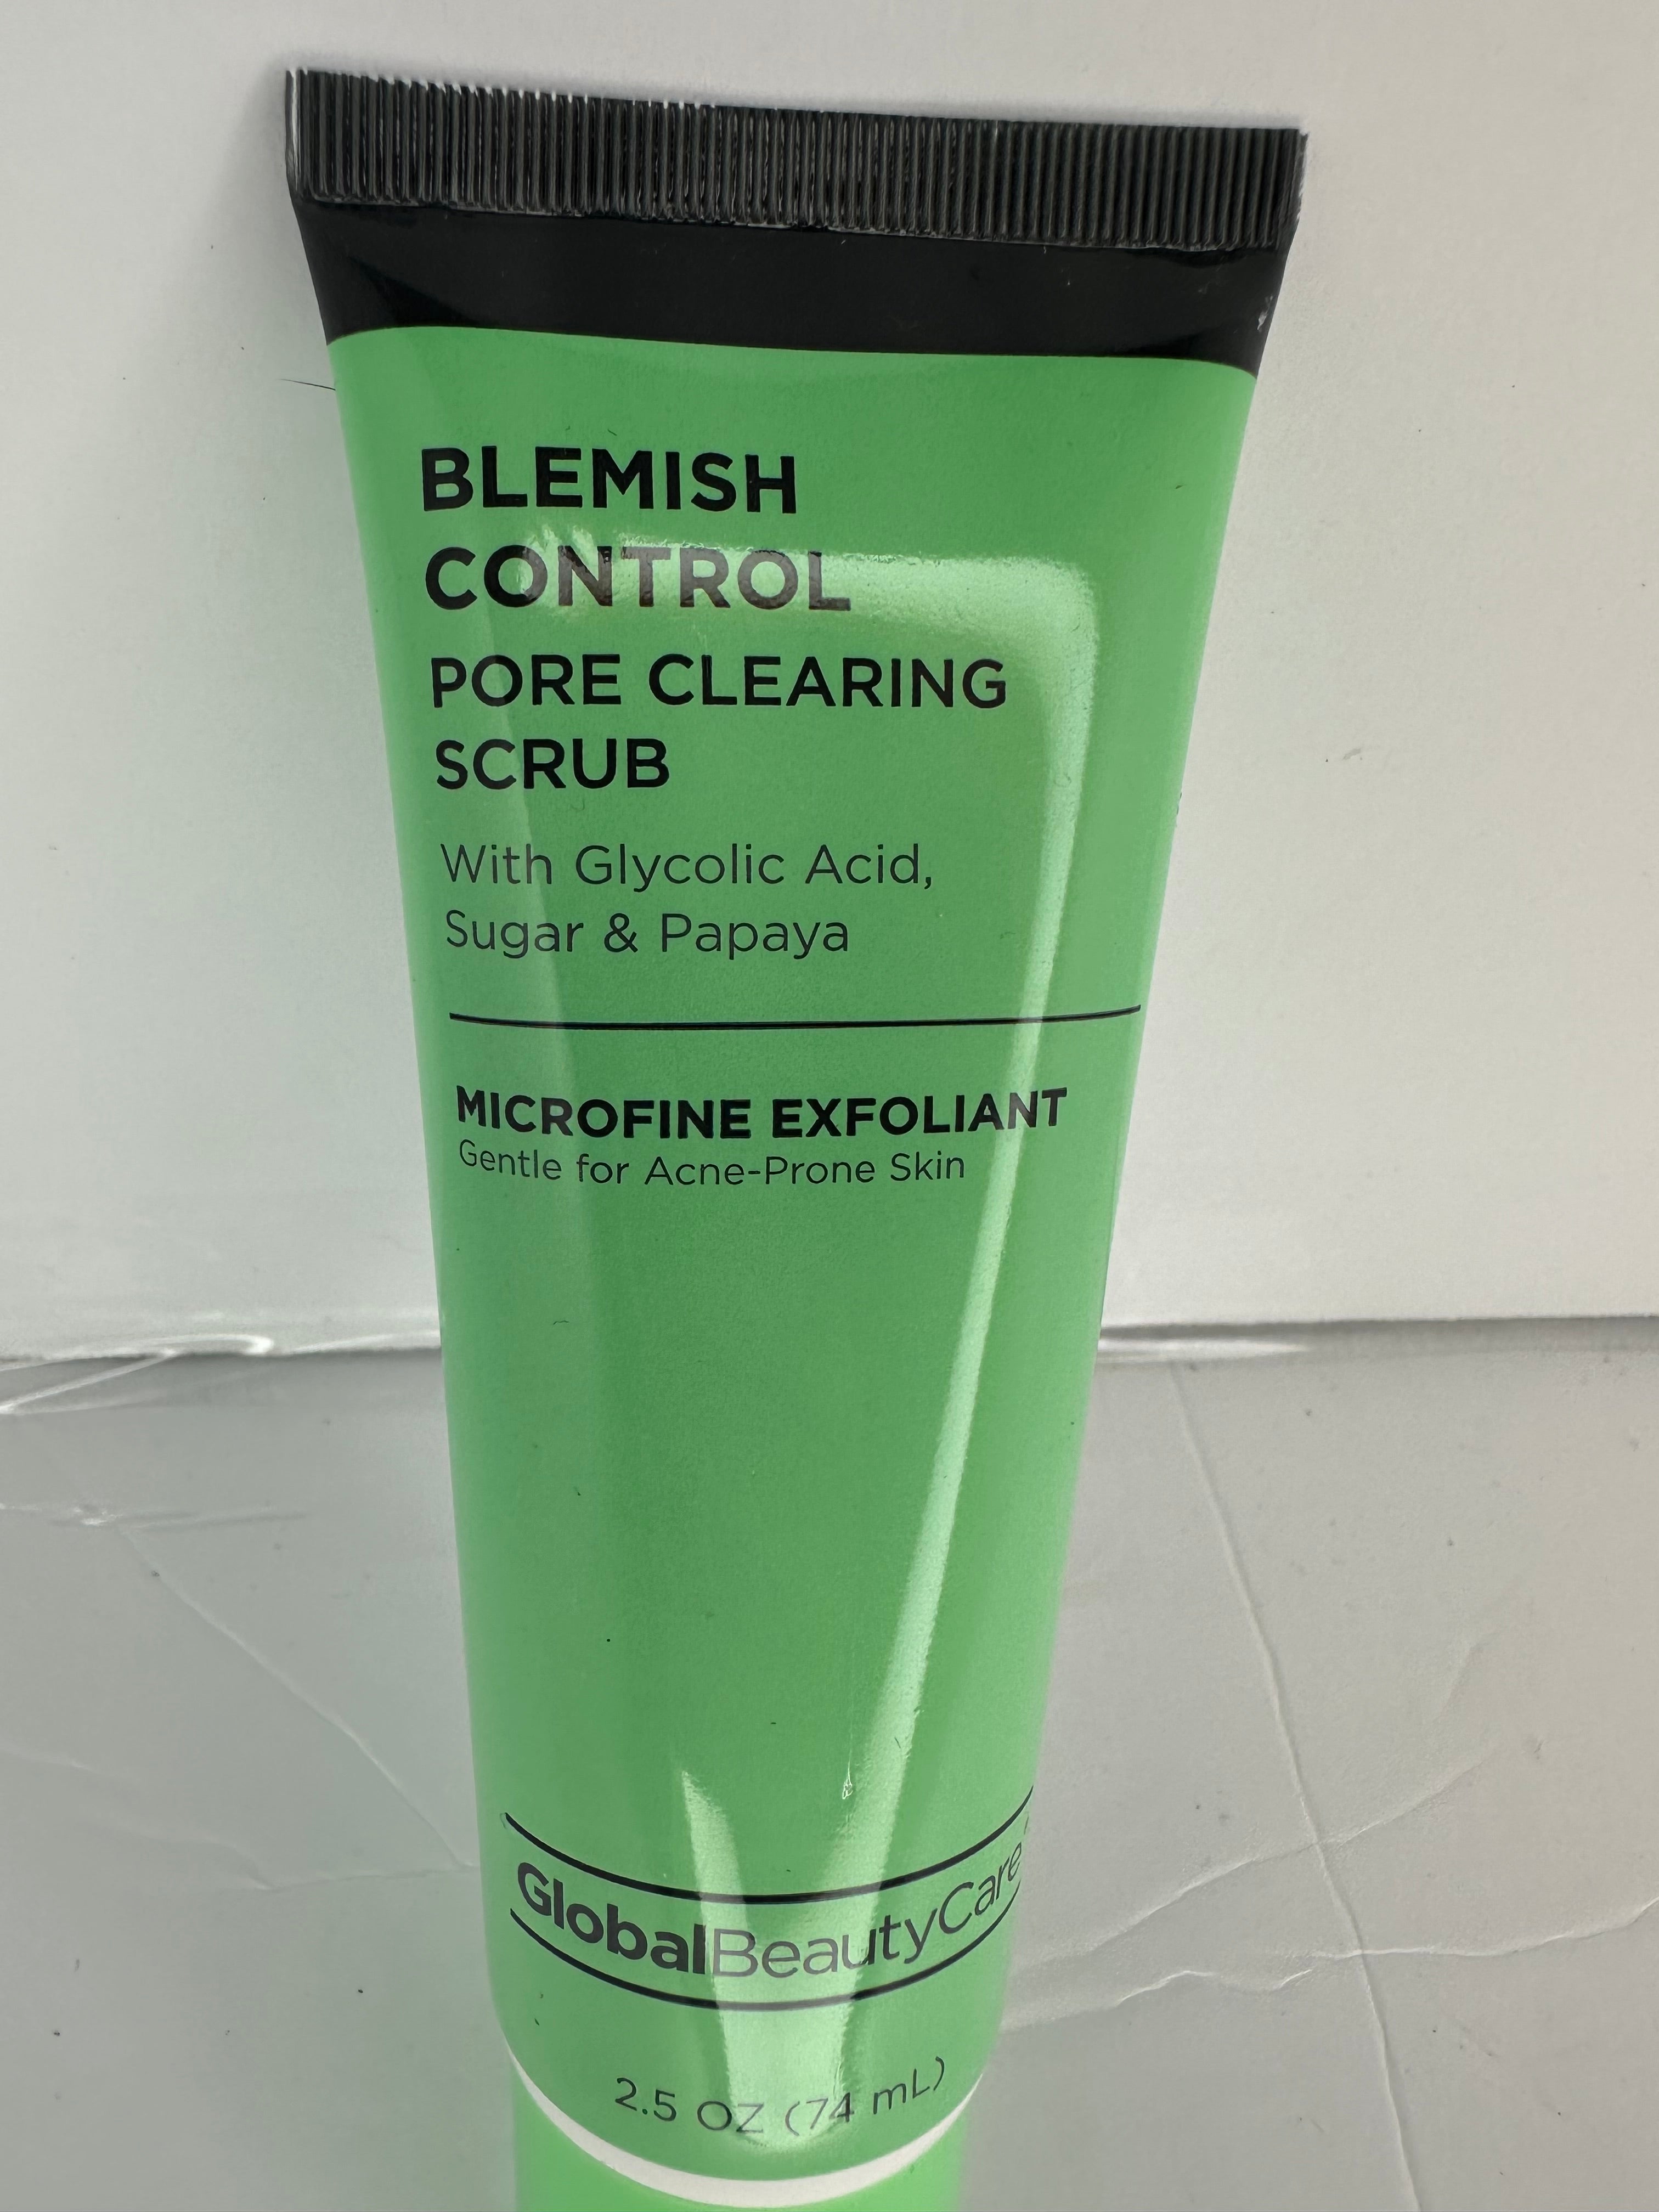 BLEMISH
CONTROL
PORE CLEARING
SCRUB
With Glycolic Acid,
Sugar & Papaya
MICROFINE EXFOLIANT
Gentle for Acne-Prone Skin
GlobalBeautyCare
2.5 OZ (74 mL)